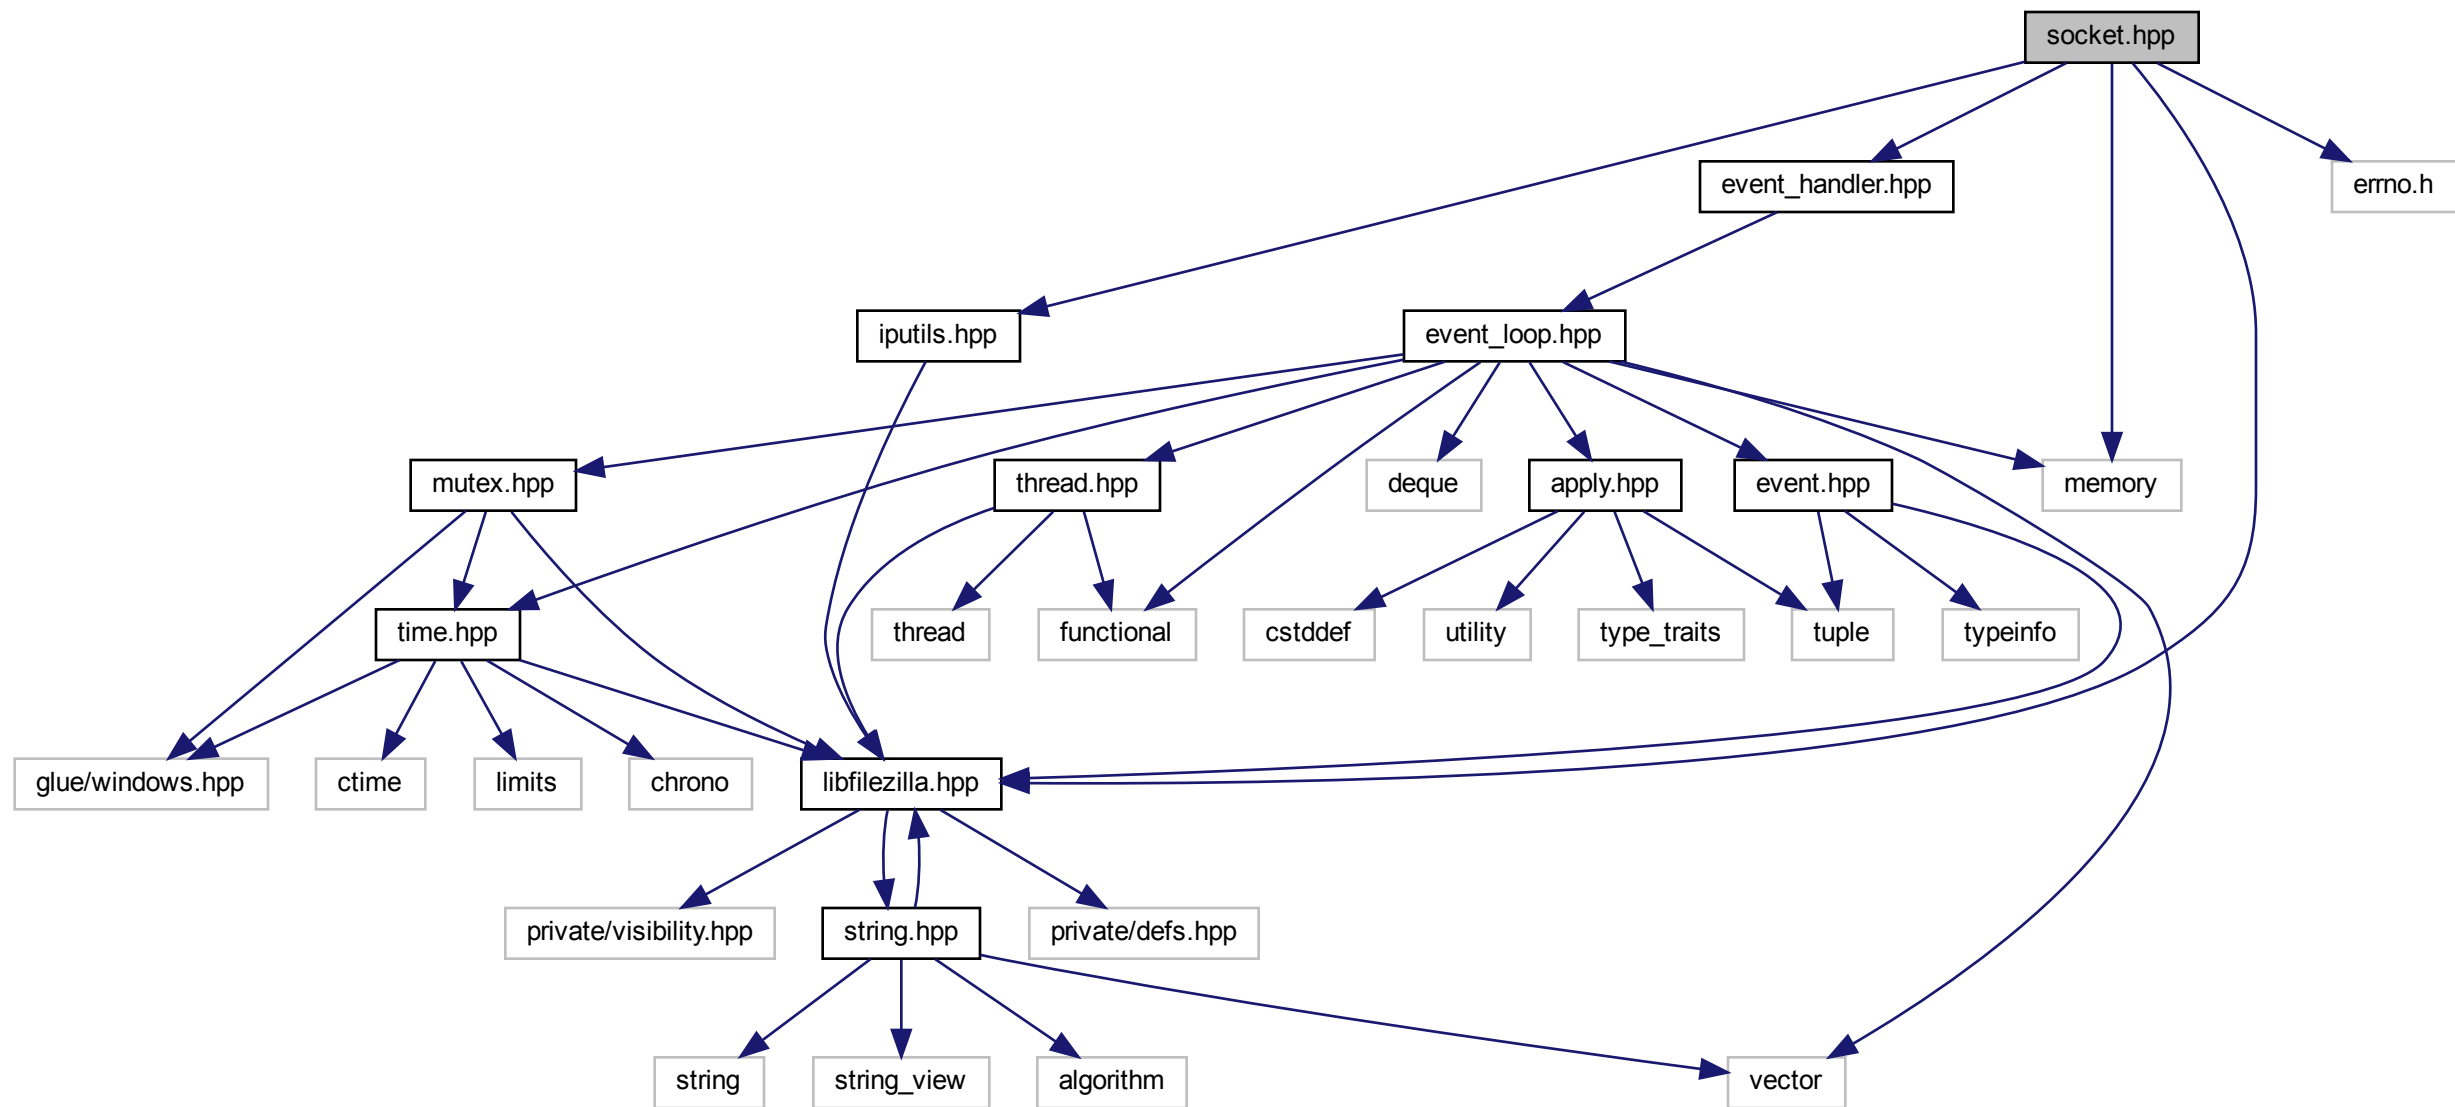 socket.hpp
event_handler.hpp
errno.h
iputils.hpp
event_loop.hpp
mutex.hpp
thread.hpp
deque
apply.hpp
event.hpp
memory
time.hpp
thread
functional
cstddef
utility
type_traits
tuple
typeinfo
glue/windows.hpp
ctime
limits
chrono
libfilezilla.hpp
private/visibility.hpp
string.hpp
private/defs.hpp
string
string_view
algorithm
vector